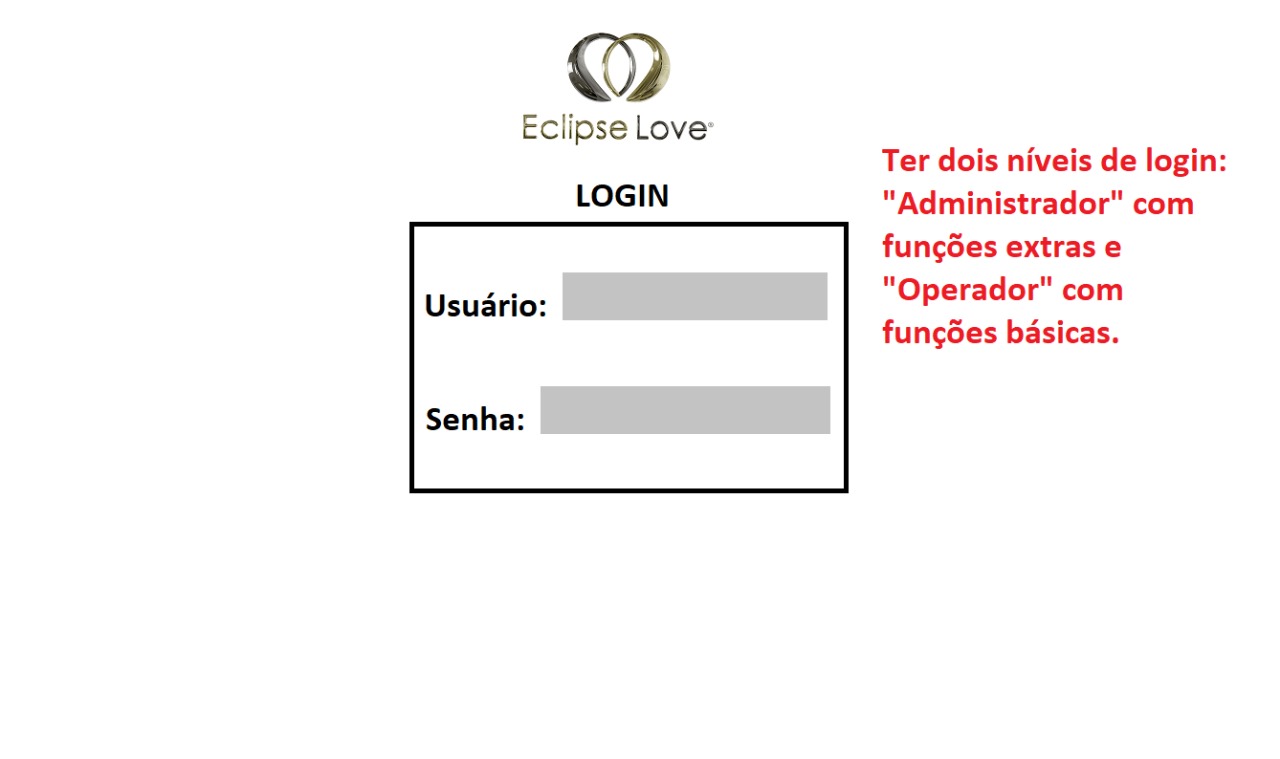 Eclipse Love®
LOGIN
Usuário:
Senha:
Ter dois níveis de login:
"Administrador" com
funções extras e
"Operador" com
funções básicas.